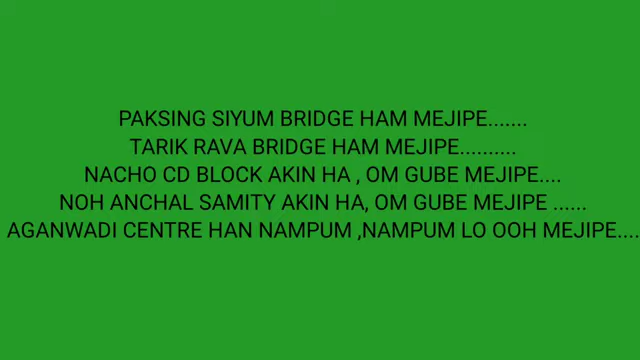 PAKSING SIYUM BRIDGE HAM MEJIPE.......
TARIK RAVA BRIDGE HAM MEJIPE..........
NACHO CD BLOCK AKIN HA , OM GUBE MEJIPE....
NOH ANCHAL SAMITY AKIN HA, OM GUBE MEJIPE ......
AGANWADI CENTRE HAN NAMPUM ,NAMPUM LO OOH MEJIPE....